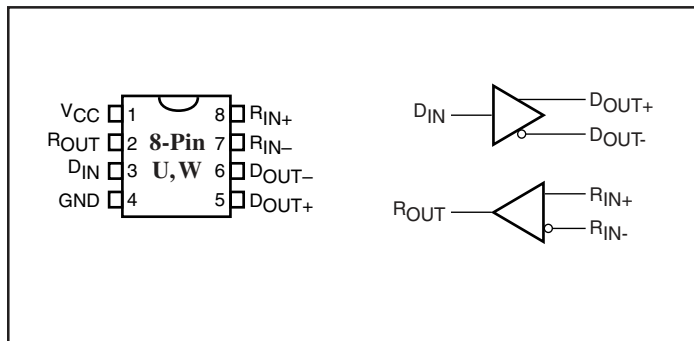 VCC 1 8 RIN+
ROUT 2 8-Pin 7 RIN–
DIN 3 U, W 6 DOUT–
GND 4 5 DOUT+
DIN DOUT+
DOUT-
ROUT RIN+
RIN-